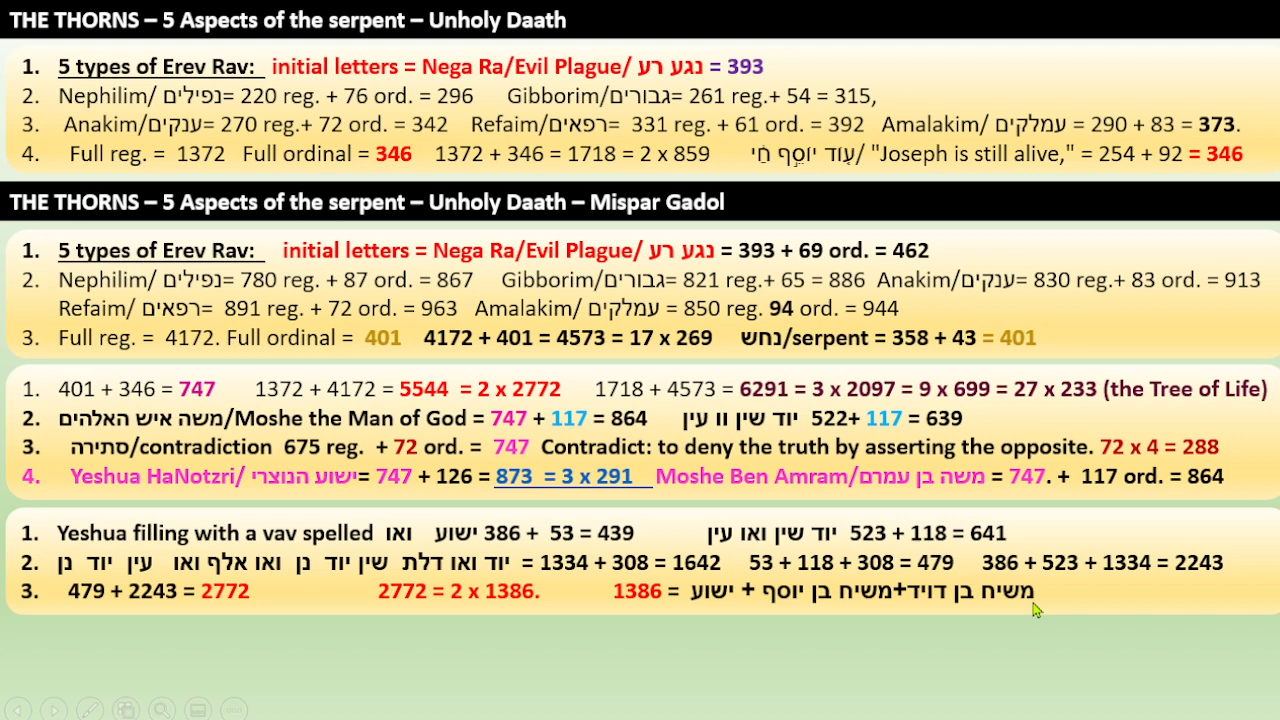 THE THORNS – 5 Aspects of the serpent – Unholy Daath
1. 5 types of Erev Rav: initial letters = Nega Ra/Evil Plague/ נגע רע = 393
2. Nephilim/ נפילים= 220 reg. + 76 ord. = 296 Gibborim/גבורים= 261 reg.+ 54 = 315,
3. Anakim/ענקים= 270 reg.+ 72 ord. = 342 Refaim/רפאים= 331 reg. + 61 ord. = 392 Amalakim/ עמלקים = 290 + 83 = 373.
4. Full reg. = 1372 Full ordinal = 346 1372 + 346 = 1718 = 2 x 859 עוֹד יוֹסֵף חַי/ "Joseph is still alive," = 254 + 92 = 346
THE THORNS – 5 Aspects of the serpent – Unholy Daath – Mispar Gadol
1. 5 types of Erev Rav: initial letters = Nega Ra/Evil Plague/ נגע רע = 393 + 69 ord. = 462
2. Nephilim/ נפילים= 780 reg. + 87 ord. = 867 Gibborim/גבורים= 821 reg.+ 65 = 886 Anakim/ענקים= 830 reg.+ 83 ord. = 913
Refaim/ רפאים= 891 reg. + 72 ord. = 963 Amalakim/ עמלקים = 850 reg. 94 ord. = 944
3. Full reg. = 4172. Full ordinal = 401 4172 + 401 = 4573 = 17 x 269 נחש/serpent = 358 + 43 = 401
1. 401 + 346 = 747 1372 + 4172 = 5544 = 2 x 2772 1718 + 4573 = 6291 = 3 x 2097 = 9 x 699 = 27 x 233 (the Tree of Life)
2. משה איש האלהים/Moshe the Man of God = 747 + 117 = 864 יוד שין וו עין 522+ 117 = 639
3. סתירה/contradiction 675 reg. + 72 ord. = 747 Contradict: to deny the truth by asserting the opposite. 72 x 4 = 288
4. Yeshua HaNotzri/ ישוע הנוצרי= 747 + 126 = 873 = 3 x 291 Moshe Ben Amram/משה בן עמרם = 747. + 117 ord. = 864
1. Yeshua filling with a vav spelled ואו ישוע 386 + 53 = 439 יוד שין ואו עין 523 + 118 = 641
2. יוד ואו דלת שין יוד נן ואו אלף ואו עין יוד נן = 1334 + 308 = 1642 53 + 118 + 308 = 479 386 + 523 + 1334 = 2243
3. 479 + 2243 = 2772 2772 = 2 x 1386. 1386 = משיח בן דויד+משיח בן יוסף + ישוע